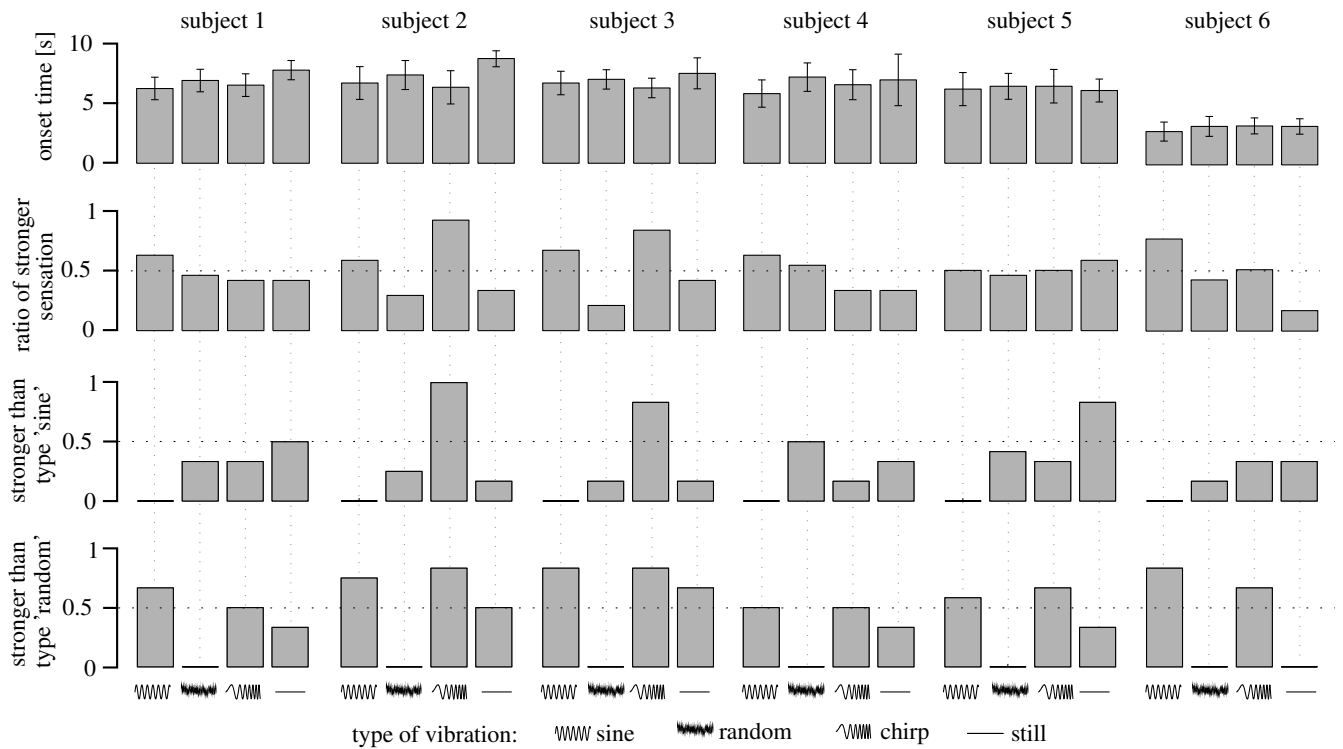 subject 1 subject 2 subject 3 subject 4 subject 5 subject 6
onset time [s]
10
5
0
ratio of stronger
sensation
1
0.5
0
stronger than
type 'sine'
1
0.5
0
stronger than
type 'random'
1
0.5
0
type of vibration: sine random chirp still